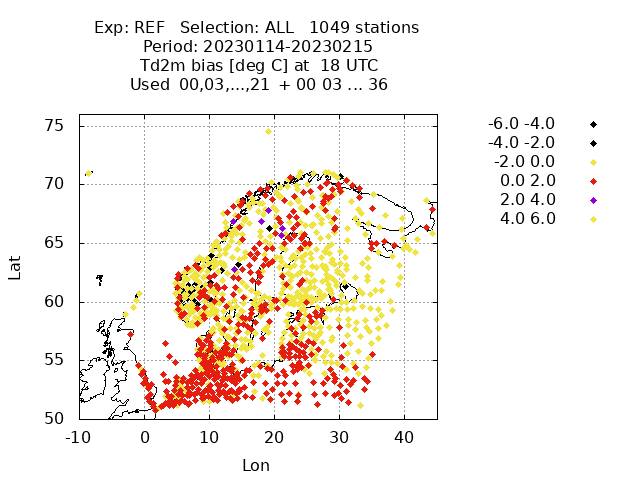 Exp: REF   Selection: ALL   1049 stations
Period: 20230114-20230215
Td2m bias [deg C] at  18 UTC
Used  00,03,...,21  + 00 03 ... 36
-6.0 -4.0
-4.0 -2.0
-2.0 0.0
0.0 2.0
2.0 4.0
4.0 6.0
75
70
65
60
55
50
Lat
-10 0 10 20 30 40
Lon